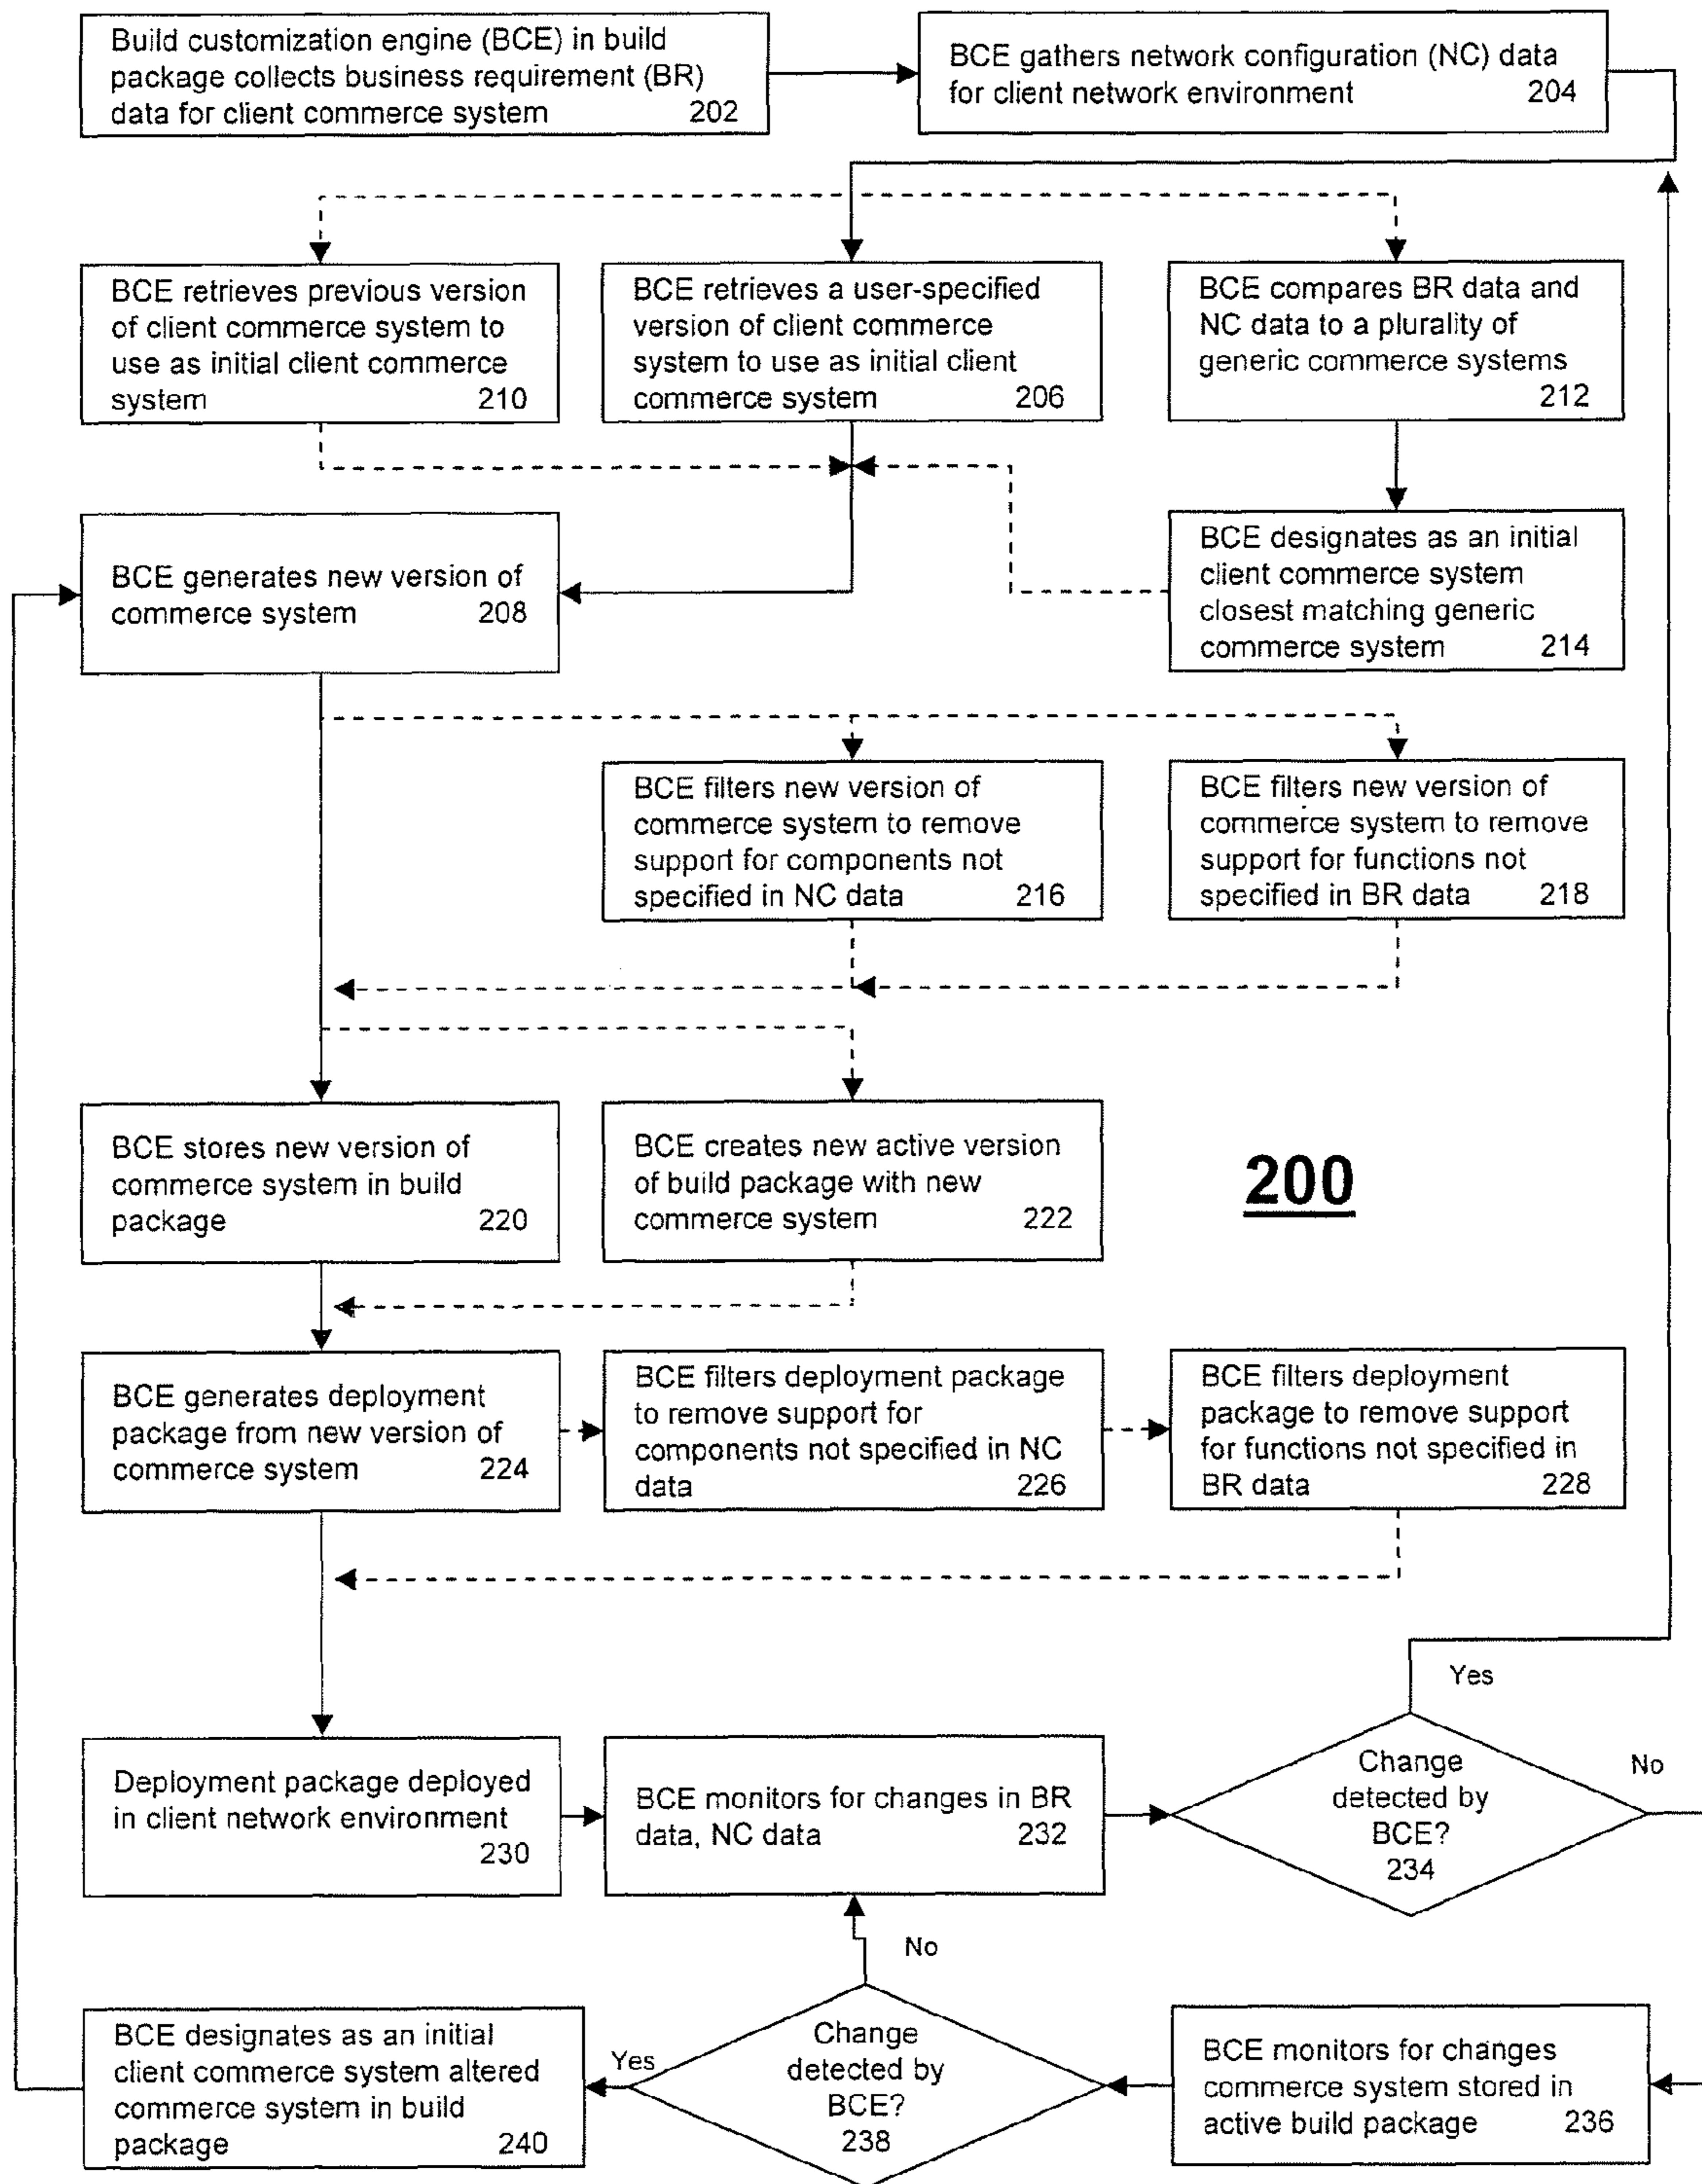 Build customization engine (BCE) in build
package collects business requirement (BR)
data for client commerce system 202
BCE gathers network configuration (NC) data
for client network environment 204
BCE retrieves previous version
of client commerce system to
use as initial client commerce
system 210
BCE retrieves a user-specified
version of client commerce
system to use as initial client
commerce system 206
BCE compares BR data and
NC data to a plurality of
generic commerce systems
212
BCE generates new version of
commerce system 208
BCE designates as an initial
client commerce system
closest matching generic
commerce system 214
BCE filters new version of
commerce system to remove
support for components not
specified in NC data 216
BCE filters new version of
commerce system to remove
support for functions not
specified in BR data 218
BCE stores new version of
commerce system in build
package 220
BCE creates new active version
of build package with new
commerce system 222
200
BCE generates deployment
package from new version of
commerce system 224
BCE filters deployment package
to remove support for
components not specified in NC
data 226
BCE filters deployment
package to remove support
for functions not specified in
BR data 228
Yes
Deployment package deployed
in client network environment
230
BCE monitors for changes in BR
data, NC data 232
Change
detected by
BCE?
234
No
No
BCE designates as an initial
client commerce system altered
commerce system in build
package 240
Yes
Change
detected by
BCE?
238
BCE monitors for changes
commerce system stored in
active build package 236